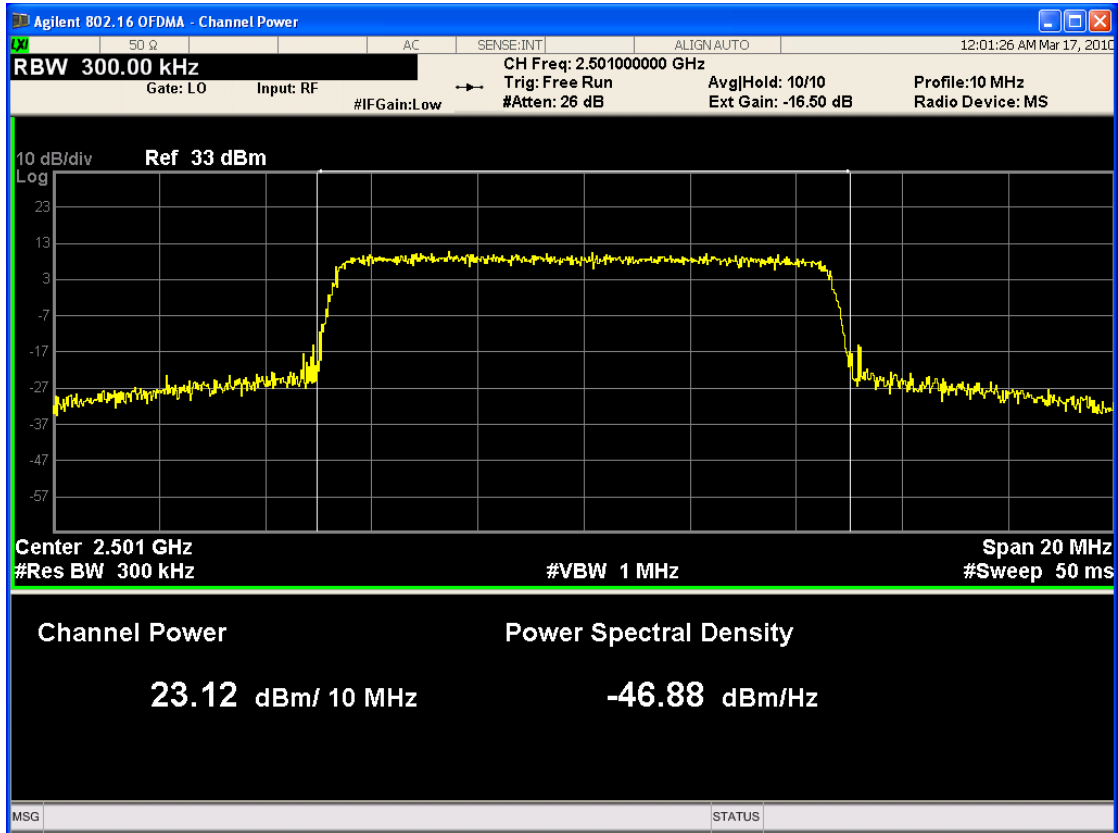 Agilent 802.16 OFDMA - Channel Power
LXI 50 Ω AC SENSE:INT ALIGN AUTO 12:01:26 AM Mar 17, 2010
RBW 300.00 kHz CH Freq: 2.501000000 GHz
Gate: LO Input: RF Trig: Free Run Avg|Hold: 10/10 Profile:10 MHz
#IFGain:Low #Atten: 26 dB Ext Gain: -16.50 dB Radio Device: MS
10 dB/div Ref 33 dBm
Log
23
13
3
-7
-17
-27
-37
-47
-57
Center 2.501 GHz Span 20 MHz
#Res BW 300 kHz #VBW 1 MHz #Sweep 50 ms
Channel Power Power Spectral Density
23.12 dBm/ 10 MHz -46.88 dBm/Hz
MSG STATUS